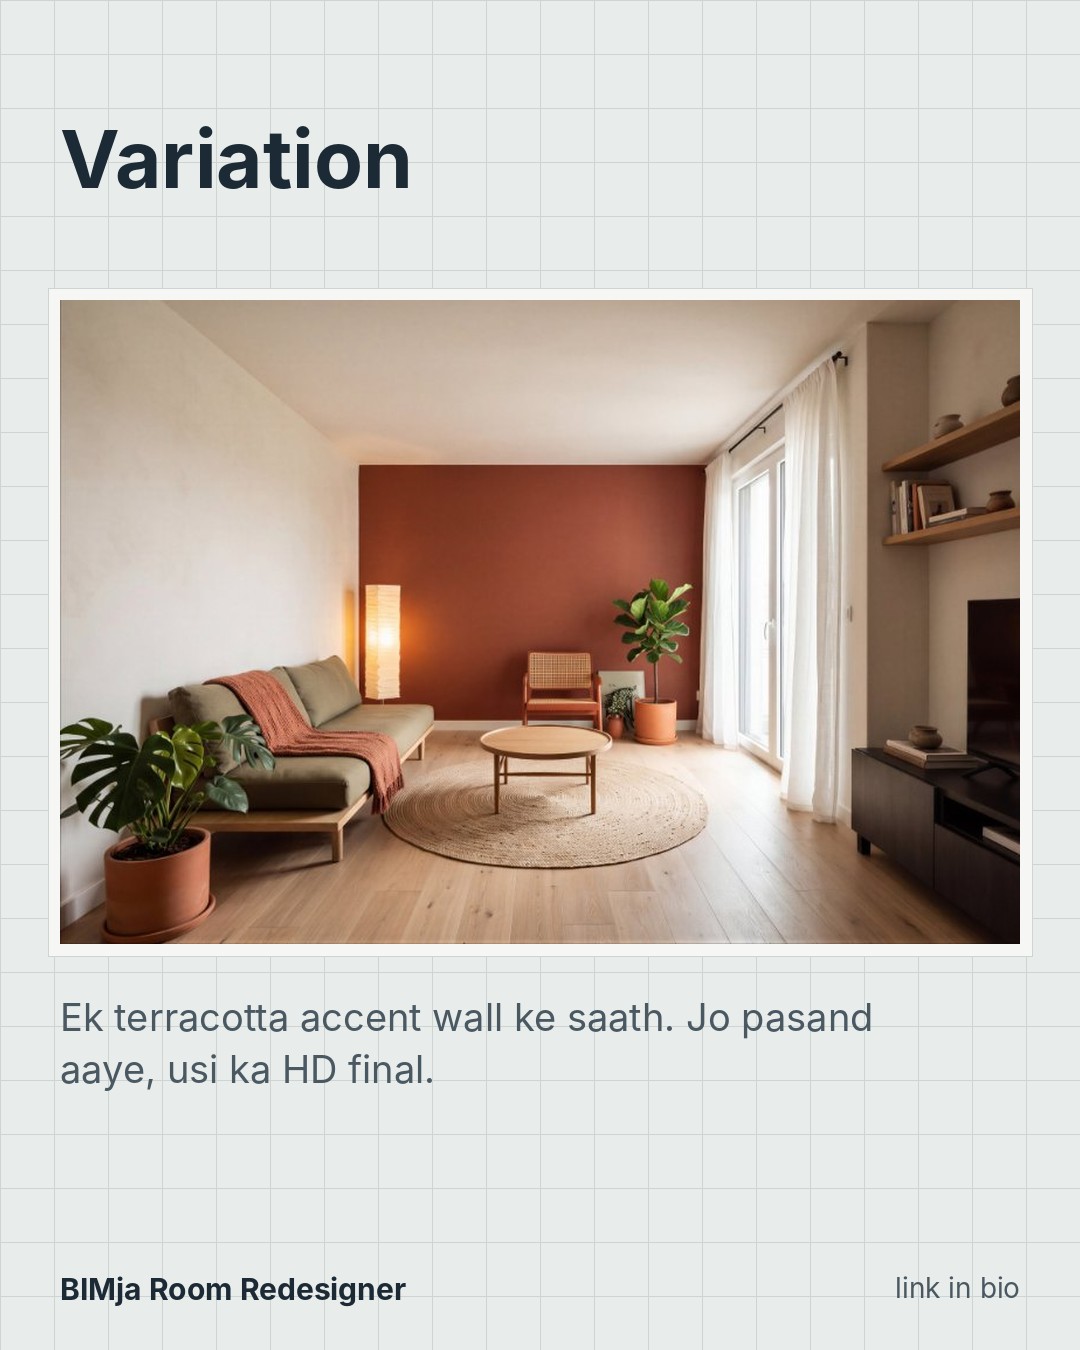 Variation
Ek terracotta accent wall ke saath. Jo pasand
aaye, usi ka HD final.
BIMja Room Redesigner
link in bio